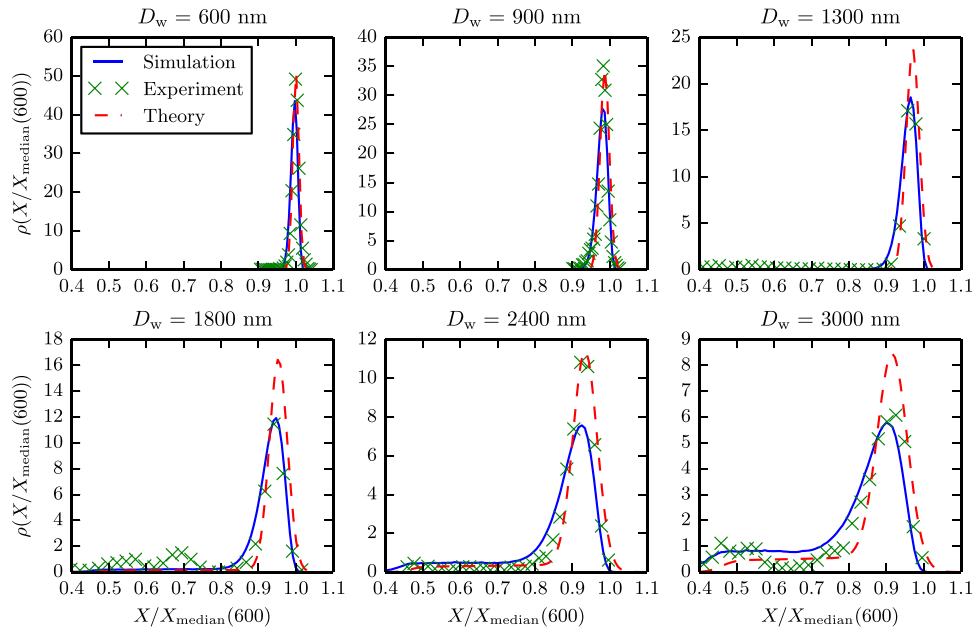 D_w = 600 nm
D_w = 900 nm
D_w = 1300 nm
ρ(X/X_median(600))
60
50
40
30
20
10
0
Simulation
Experiment
Theory
0.4 0.5 0.6 0.7 0.8 0.9 1.0 1.1
40
35
30
25
20
15
10
5
0
0.4 0.5 0.6 0.7 0.8 0.9 1.0 1.1
25
20
15
10
5
0
0.4 0.5 0.6 0.7 0.8 0.9 1.0 1.1
D_w = 1800 nm
D_w = 2400 nm
D_w = 3000 nm
ρ(X/X_median(600))
18
16
14
12
10
8
6
4
2
0
0.4 0.5 0.6 0.7 0.8 0.9 1.0 1.1
X/X_median(600)
12
10
8
6
4
2
0
0.4 0.5 0.6 0.7 0.8 0.9 1.0 1.1
X/X_median(600)
9
8
7
6
5
4
3
2
1
0
0.4 0.5 0.6 0.7 0.8 0.9 1.0 1.1
X/X_median(600)